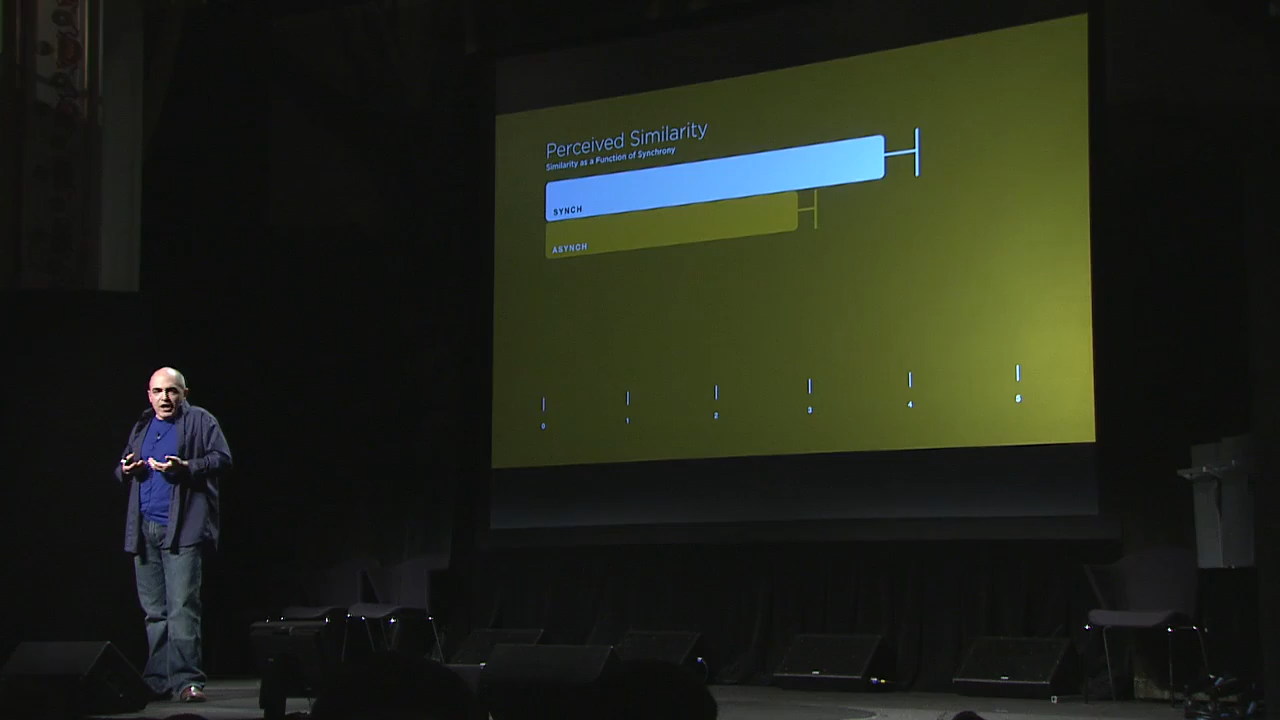 Perceived Similarity
Similarity as a Function of Synchrony
SYNCH
ASYNCH
0 1 2 3 4 5